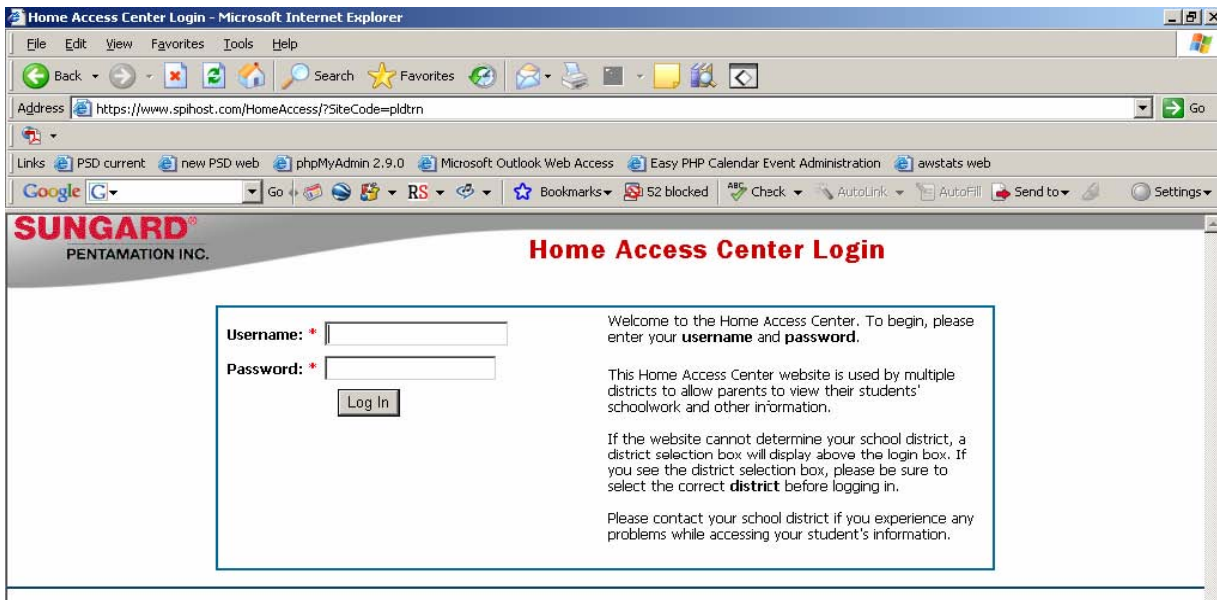 Home Access Center Login - Microsoft Internet Explorer
File Edit View Favorites Tools Help
Back Search Favorites
Address https://www.spihost.com/HomeAccess/?SiteCode=pldtrn Go
Links PSD current new PSD web phpMyAdmin 2.9.0 Microsoft Outlook Web Access Easy PHP Calendar Event Administration awstats web
Google G Go RS Bookmarks 52 blocked ABC Check AutoLink AutoFill Send to Settings
SUNGARD®
PENTAMATION INC.
Home Access Center Login
Username: *
Password: *
Log In
Welcome to the Home Access Center. To begin, please
enter your username and password.
This Home Access Center website is used by multiple
districts to allow parents to view their students'
schoolwork and other information.
If the website cannot determine your school district, a
district selection box will display above the login box. If
you see the district selection box, please be sure to
select the correct district before logging in.
Please contact your school district if you experience any
problems while accessing your student's information.